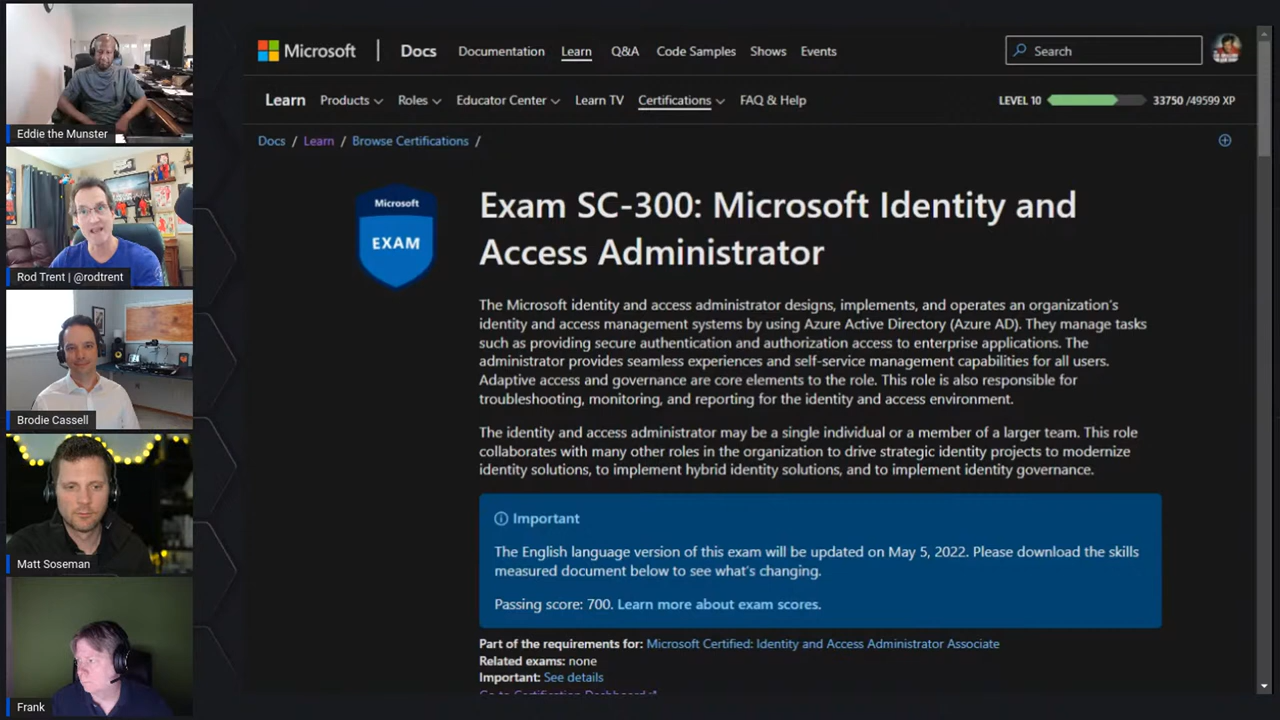 Eddie the Munster
Rod Trent | @rodtrent
Brodie Cassell
Matt Soseman
Frank
Microsoft | Docs Documentation Learn Q&A Code Samples Shows Events Search
Learn Products Roles Educator Center Learn TV Certifications FAQ & Help LEVEL 10 33750 /49599 XP
Docs / Learn / Browse Certifications /
Microsoft
EXAM
Exam SC-300: Microsoft Identity and
Access Administrator
The Microsoft identity and access administrator designs, implements, and operates an organization's
identity and access management systems by using Azure Active Directory (Azure AD). They manage tasks
such as providing secure authentication and authorization access to enterprise applications. The
administrator provides seamless experiences and self-service management capabilities for all users.
Adaptive access and governance are core elements to the role. This role is also responsible for
troubleshooting, monitoring, and reporting for the identity and access environment.
The identity and access administrator may be a single individual or a member of a larger team. This role
collaborates with many other roles in the organization to drive strategic identity projects to modernize
identity solutions, to implement hybrid identity solutions, and to implement identity governance.
Important
The English language version of this exam will be updated on May 5, 2022. Please download the skills
measured document below to see what's changing.
Passing score: 700. Learn more about exam scores.
Part of the requirements for: Microsoft Certified: Identity and Access Administrator Associate
Related exams: none
Important: See details
Go to Certification Dashboard